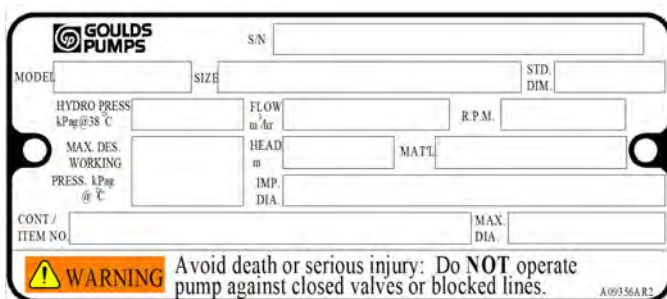 GOULDS
PUMPS
S/N
MODEL SIZE STD.
DIM.
HYDRO PRESS
kPag@38 °C
FLOW
m³/hr
R.P.M.
MAX. DES.
WORKING
PRESS. kPag
@ °C
HEAD
m
MAT'L
IMP.
DIA.
CONT /
ITEM NO.
MAX.
DIA.
WARNING
Avoid death or serious injury: Do NOT operate
pump against closed valves or blocked lines.
A09356AR2